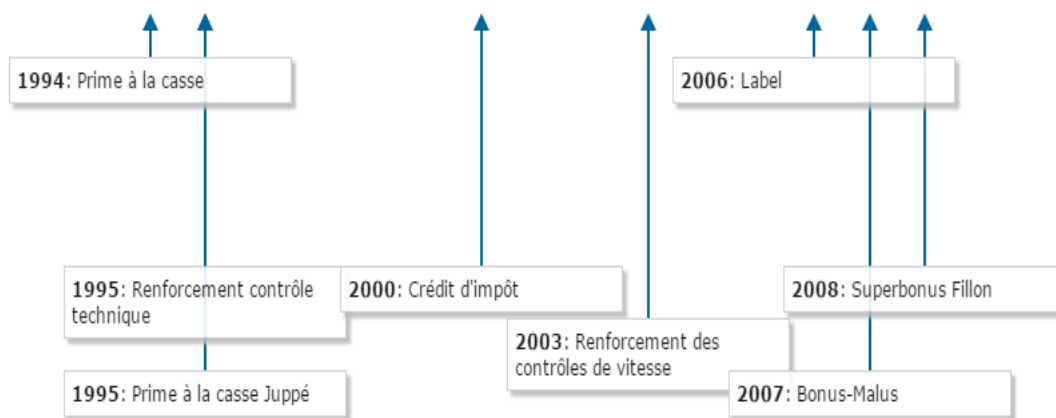 1994: Prime à la casse
2006: Label
1995: Renforcement contrôle
technique
2000: Crédit d'impôt
2008: Superbonus Fillon
2003: Renforcement des
contrôles de vitesse
1995: Prime à la casse Juppé
2007: Bonus-Malus